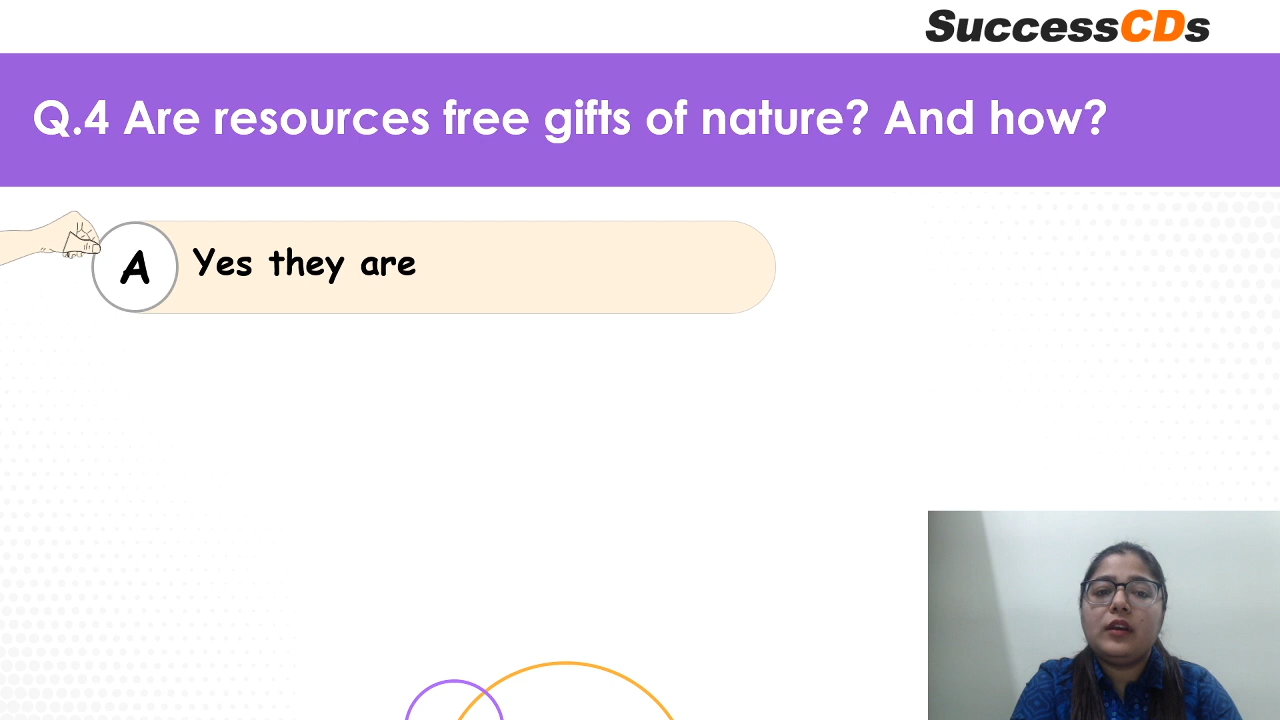 SuccessCDs
Q.4 Are resources free gifts of nature? And how?
A Yes they are